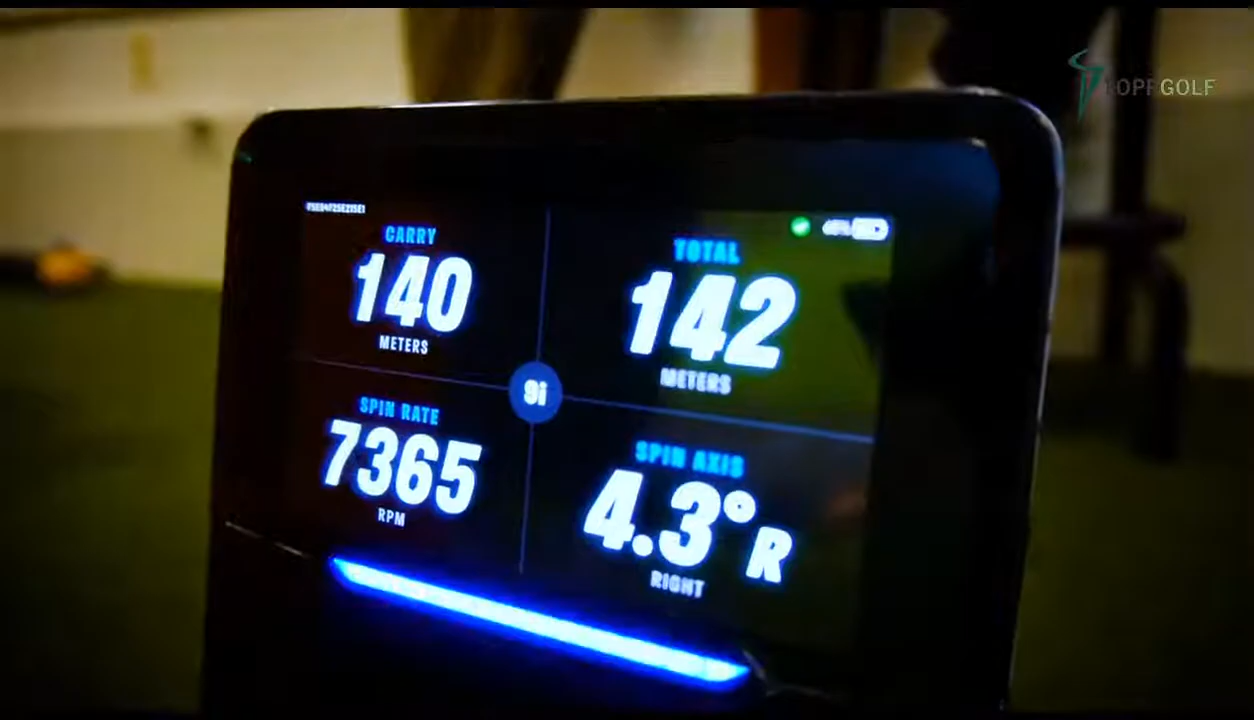 CARRY
140
METERS
TOTAL
142
METERS
9i
SPIN RATE
7365
RPM
SPIN AXIS
4.3° R
RIGHT
GOLF